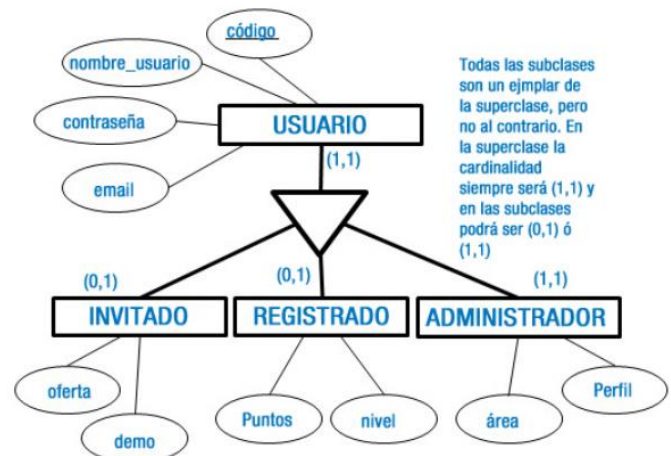 código
nombre_usuario
contraseña
email
USUARIO
(1,1)
Todas las subclases
son un ejmplar de
la superclase, pero
no al contrario. En
la superclase la
cardinalidad
siempre será (1,1) y
en las subclases
podrá ser (0,1) ó
(1,1)
(0,1)
(0,1)
(1,1)
INVITADO
REGISTRADO
ADMINISTRADOR
oferta
demo
Puntos
nivel
área
Perfil